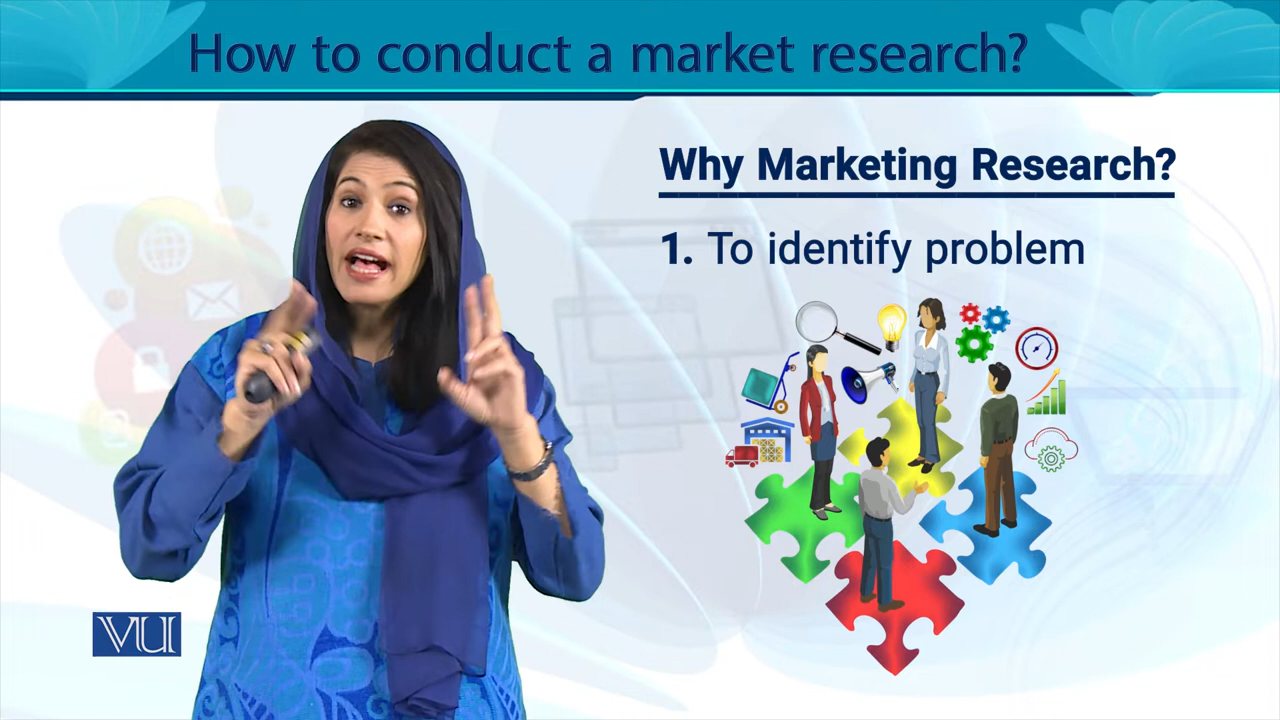 How to conduct a market research?
Why Marketing Research?
1. To identify problem
VU